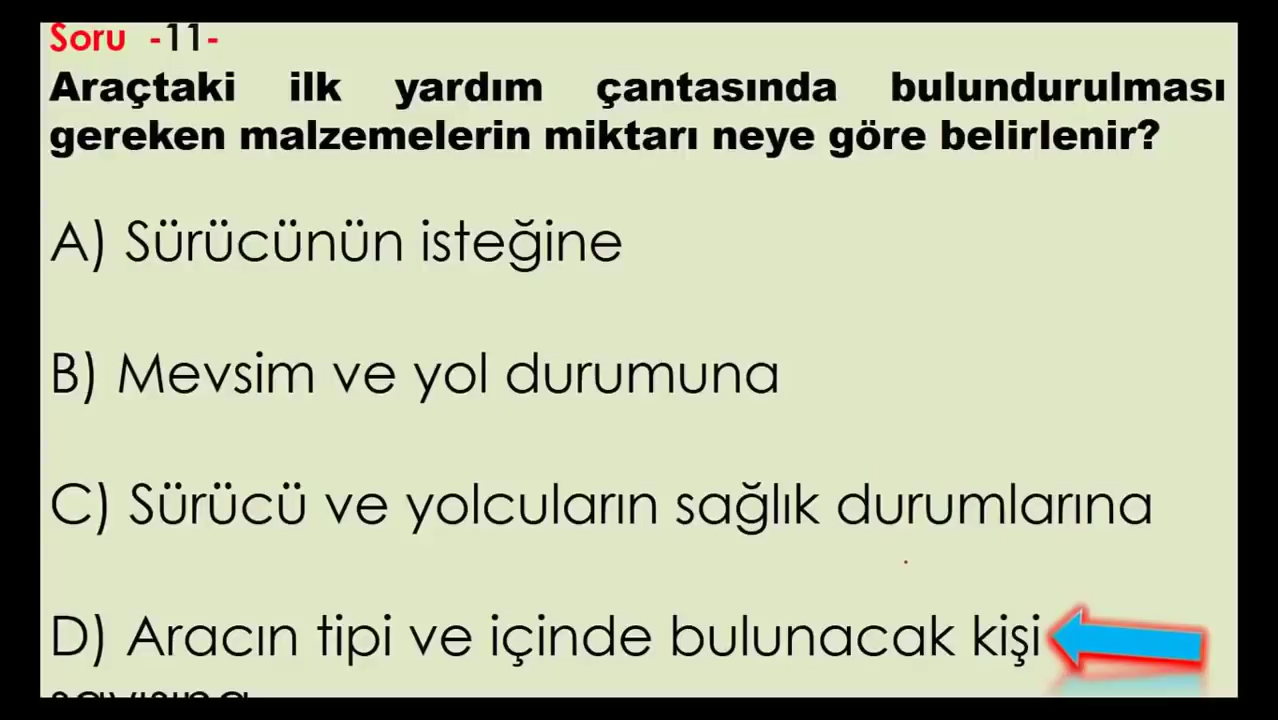 Soru -11-
Araçtaki ilk yardım çantasında bulundurulması
gereken malzemelerin miktarı neye göre belirlenir?
A) Sürücünün isteğine
B) Mevsim ve yol durumuna
C) Sürücü ve yolcuların sağlık durumlarına
D) Aracın tipi ve içinde bulunacak kişi
sayısına